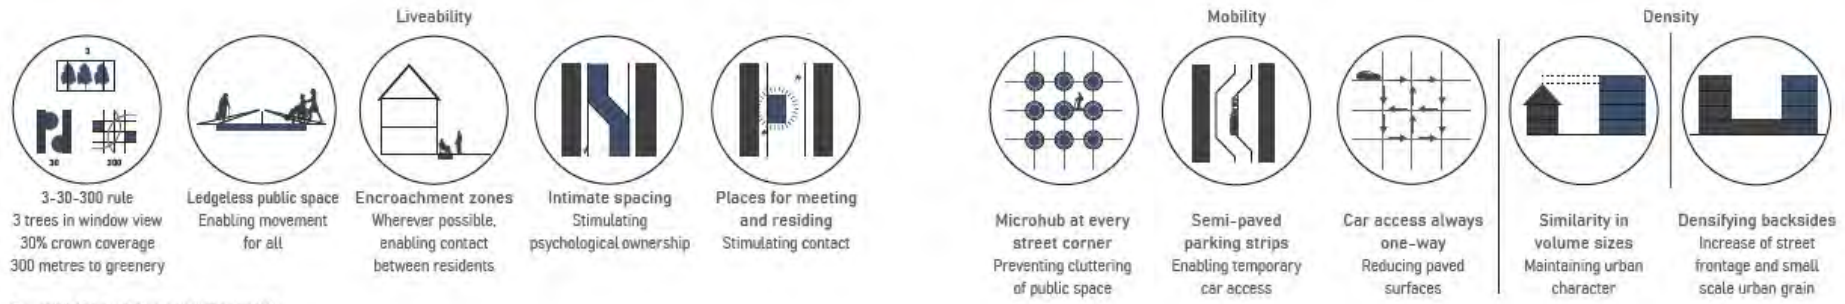 Liveability
3
30
300
3-30-300 rule
3 trees in window view
30% crown coverage
300 metres to greenery
Ledgeless public space
Enabling movement
for all
Encroachment zones
Wherever possible,
enabling contact
between residents
Intimate spacing
Stimulating
psychological ownership
Places for meeting
and residing
Stimulating contact
Mobility
Microhub at every
street corner
Preventing cluttering
of public space
Semi-paved
parking strips
Enabling temporary
car access
Car access always
one-way
Reducing paved
surfaces
Density
Similarity in
volume sizes
Maintaining urban
character
Densifying backsides
Increase of street
frontage and small
scale urban grain